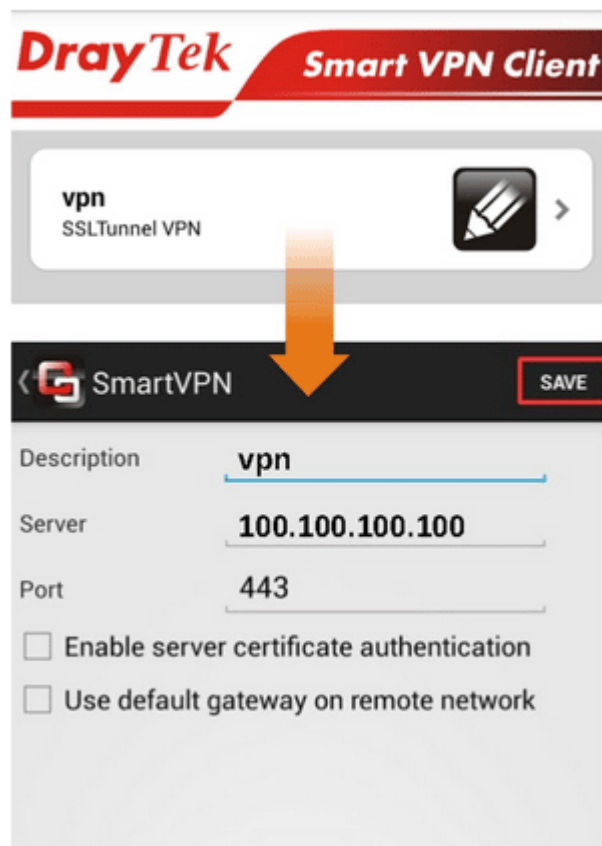 DrayTek
Smart VPN Client
vpn
SSLTunnel VPN
SmartVPN
SAVE
Description
vpn
Server
100.100.100.100
Port
443
Enable server certificate authentication
Use default gateway on remote network